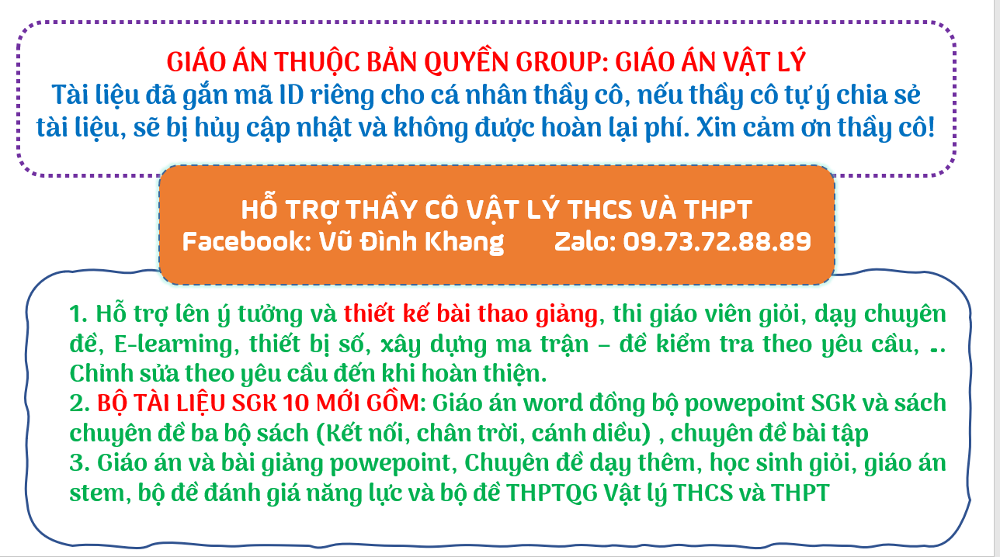 GIÁO ÁN THUỘC BẢN QUYỀN GROUP: GIÁO ÁN VẬT LÝ
Tài liệu đã gắn mã ID riêng cho cá nhân thầy cô, nếu thầy cô tự ý chia sẻ
tài liệu, sẽ bị hủy cập nhật và không được hoàn lại phí. Xin cảm ơn thầy cô!
HỖ TRỢ THẦY CÔ VẬT LÝ THCS VÀ THPT
Facebook: Vũ Đình Khang Zalo: 09.73.72.88.89
1. Hỗ trợ lên ý tưởng và thiết kế bài thao giảng, thi giáo viên giỏi, dạy chuyên
đề, E-learning, thiết bị số, xây dựng ma trận – đề kiểm tra theo yêu cầu, …
Chỉnh sửa theo yêu cầu đến khi hoàn thiện.
2. BỘ TÀI LIỆU SGK 10 MỚI GỒM: Giáo án word đồng bộ powepoint SGK và sách
chuyên đề ba bộ sách (Kết nối, chân trời, cánh diều) , chuyên đề bài tập
3. Giáo án và bài giảng powepoint, Chuyên đề dạy thêm, học sinh giỏi, giáo án
stem, bộ đề đánh giá năng lực và bộ đề THPTQG Vật lý THCS và THPT